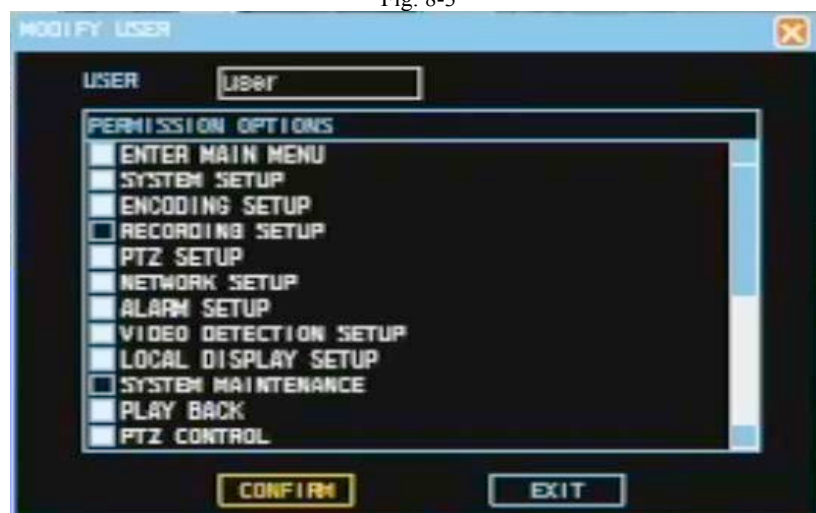 Fig. 8-3
MODIFY USER
USER user
PERMISSION OPTIONS
ENTER MAIN MENU
SYSTEM SETUP
ENCODING SETUP
RECORDING SETUP
PTZ SETUP
NETWORK SETUP
ALARM SETUP
VIDEO DETECTION SETUP
LOCAL DISPLAY SETUP
SYSTEM MAINTENANCE
PLAY BACK
PTZ CONTROL
CONFIRM EXIT